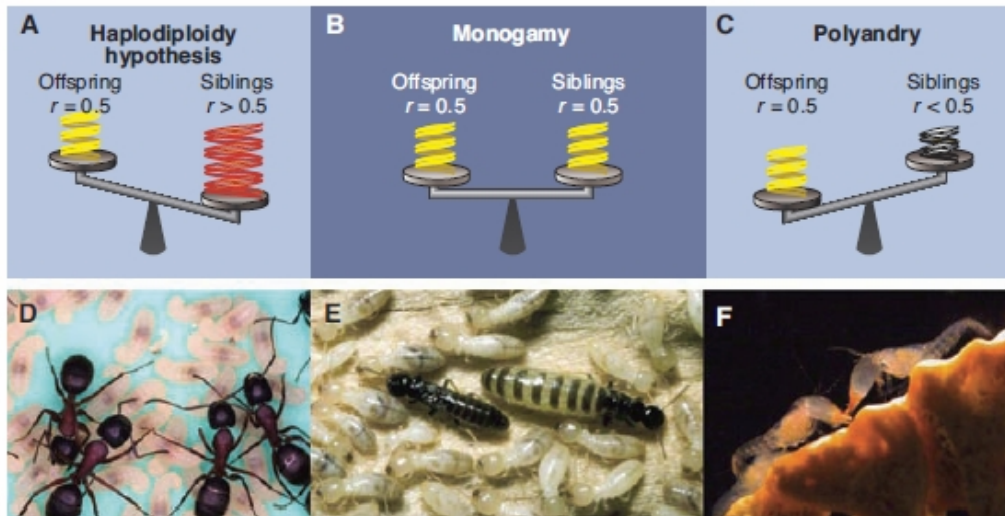 A
Haplodiploidy
hypothesis
Offspring
r = 0.5
Siblings
r > 0.5
B
Monogamy
Offspring
r = 0.5
Siblings
r = 0.5
C
Polyandry
Offspring
r = 0.5
Siblings
r < 0.5
D
E
F